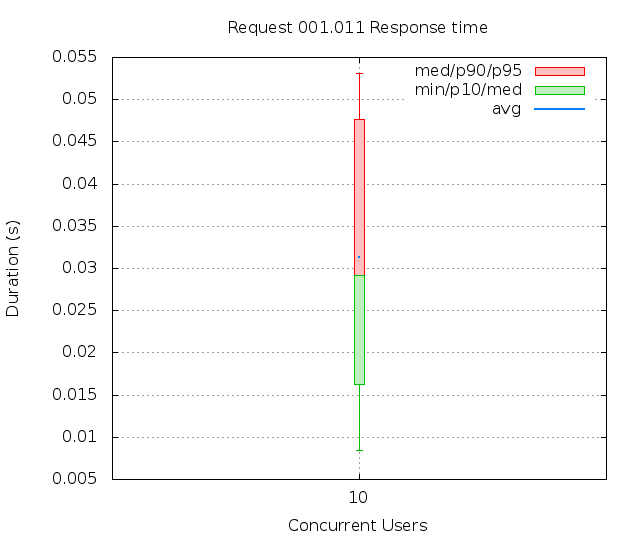 Request 001.011 Response time
0.055
0.05
0.045
0.04
0.035
0.03
0.025
0.02
0.015
0.01
0.005
Duration (s)
med/p90/p95
min/p10/med
avg
10
Concurrent Users